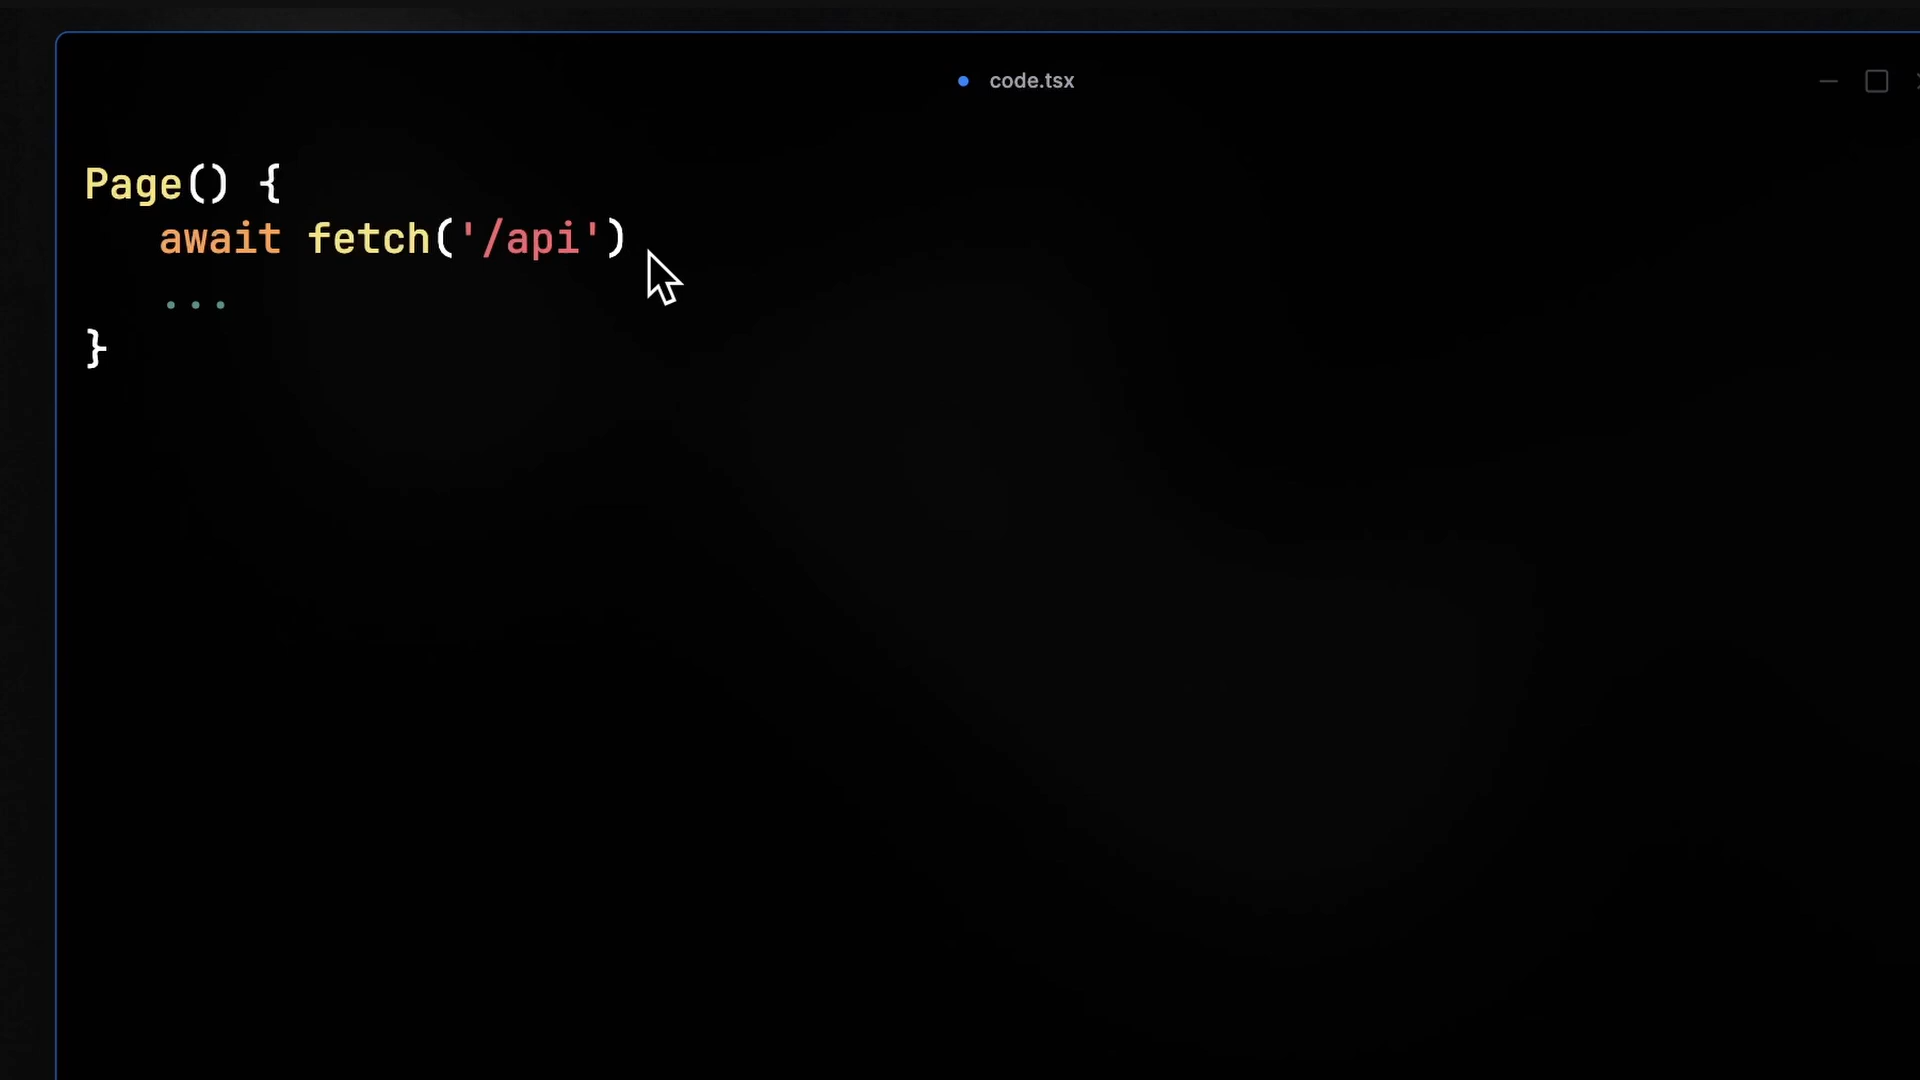 code.tsx
Page() {
   await fetch('/api')
   ...
}